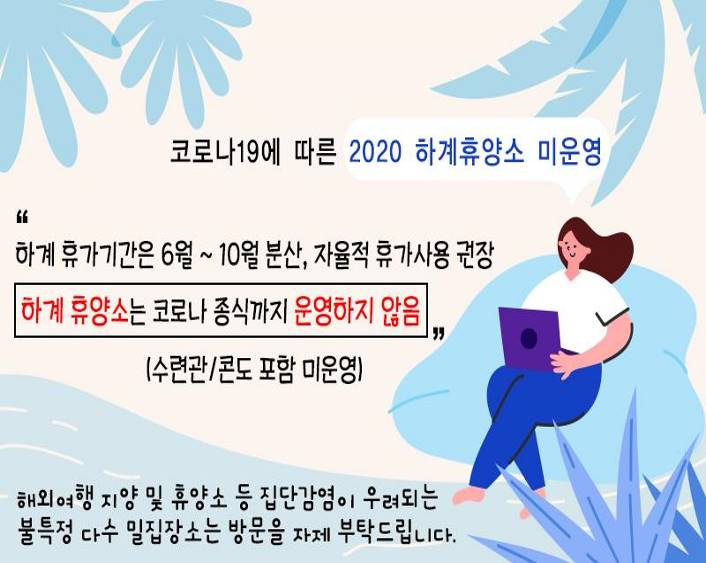 코로나19에 따른 2020 하계휴양소 미운영
“
하계 휴가기간은 6월 ~ 10월 분산, 자율적 휴가사용 권장
하계 휴양소는 코로나 종식까지 운영하지 않음
”
(수련관/콘도 포함 미운영)
해외여행 지양 및 휴양소 등 집단감염이 우려되는
불특정 다수 밀집장소는 방문을 자제 부탁드립니다.